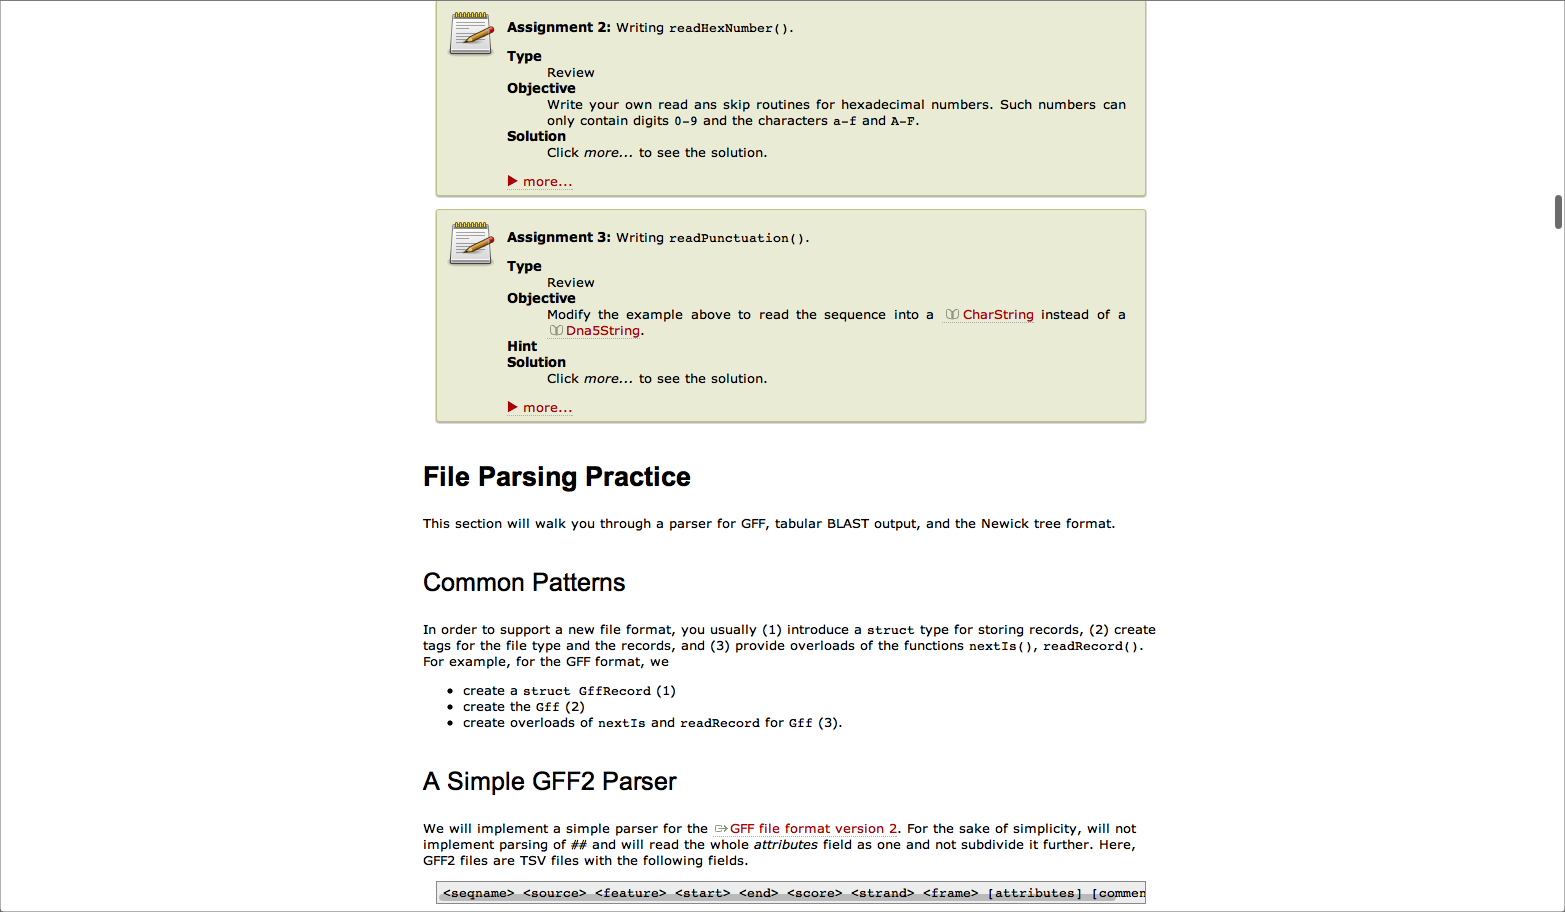 Assignment 2: Writing readHexNumber().
Type
Review
Objective
Write your own read ans skip routines for hexadecimal numbers. Such numbers can
only contain digits 0-9 and the characters a-f and A-F.
Solution
Click more... to see the solution.
▶ more...
Assignment 3: Writing readPunctuation().
Type
Review
Objective
Modify the example above to read the sequence into a CharString instead of a
Dna5String.
Hint
Solution
Click more... to see the solution.
▶ more...
File Parsing Practice
This section will walk you through a parser for GFF, tabular BLAST output, and the Newick tree format.
Common Patterns
In order to support a new file format, you usually (1) introduce a struct type for storing records, (2) create
tags for the file type and the records, and (3) provide overloads of the functions nextIs(), readRecord().
For example, for the GFF format, we
• create a struct GffRecord (1)
• create the Gff (2)
• create overloads of nextIs and readRecord for Gff (3).
A Simple GFF2 Parser
We will implement a simple parser for the GFF file format version 2. For the sake of simplicity, will not
implement parsing of ## and will read the whole attributes field as one and not subdivide it further. Here,
GFF2 files are TSV files with the following fields.
<seqname> <source> <feature> <start> <end> <score> <strand> <frame> [attributes] [commen